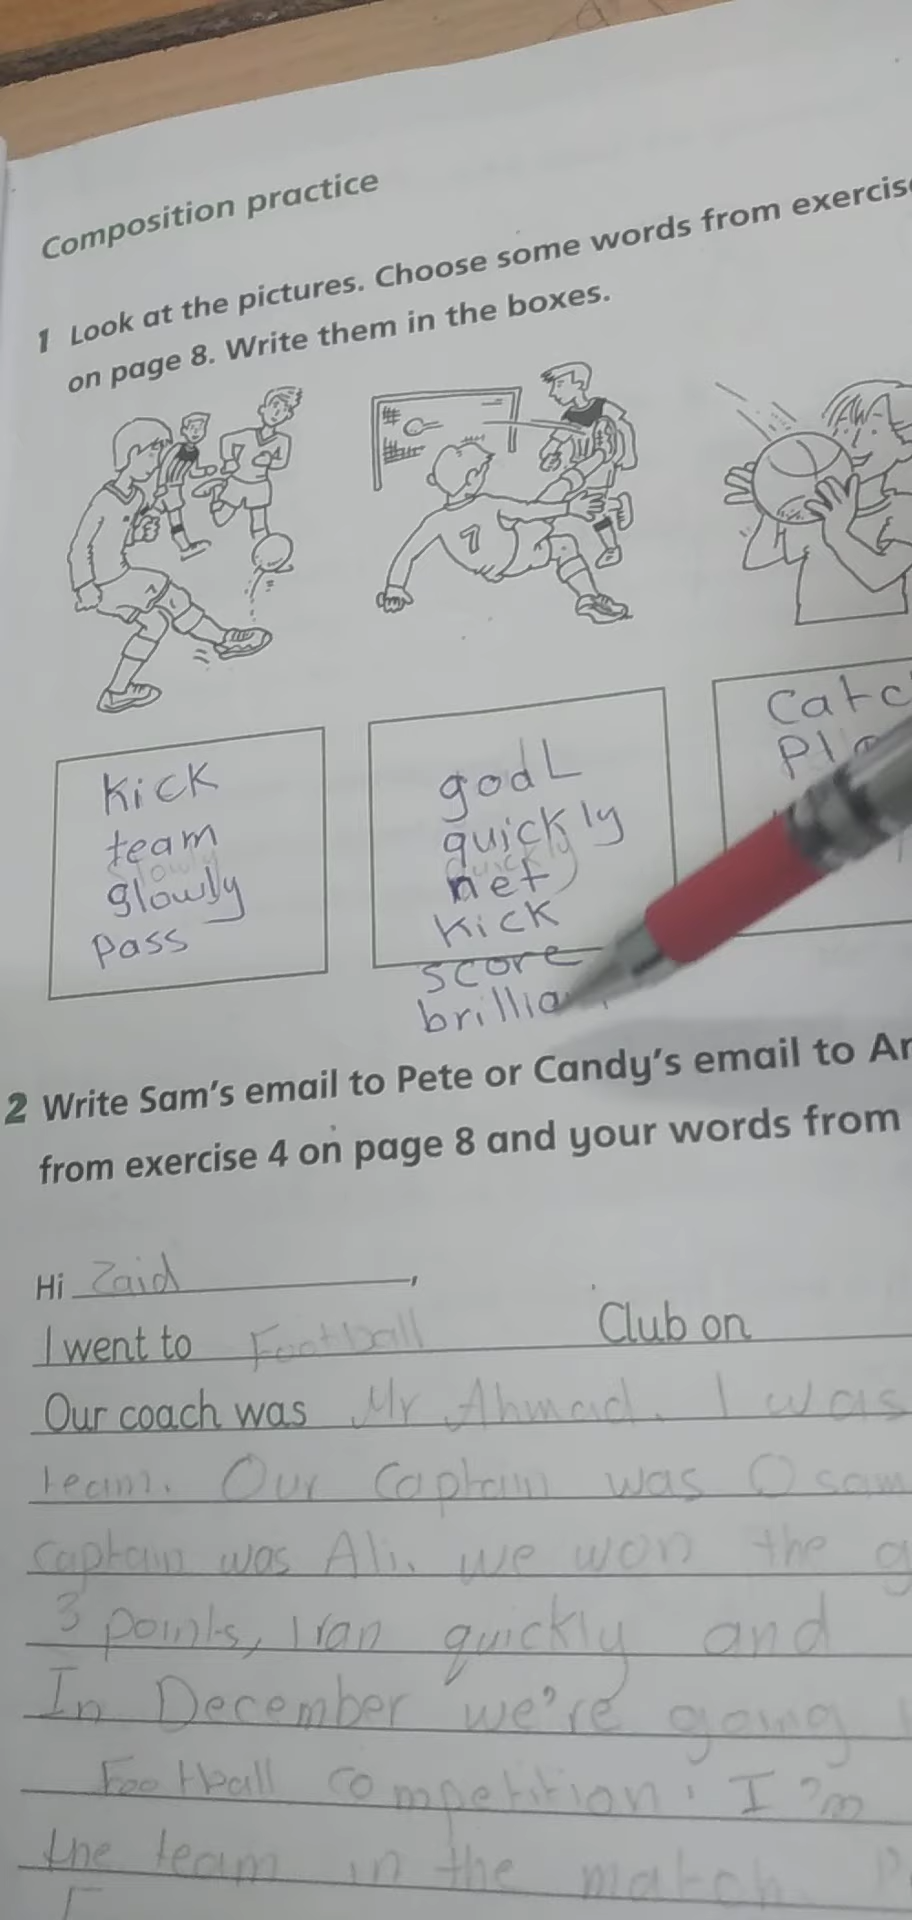 Composition practice
1 Look at the pictures. Choose some words from exercise
on page 8. Write them in the boxes.
7
kick
team
glowly
pass
goal
quickly
net
kick
score
brillia
Catc
Pl
2 Write Sam's email to Pete or Candy's email to
from exercise 4 on page 8 and your words from
Hi Zaid,
I went to Football Club on
Our coach was Mr Ahmad. I was
team. Our Captain was Osam
captain was Ali. we won the g
3 points, I ran quickly and
In December we're going
Football competition. I'm
the team in the match.